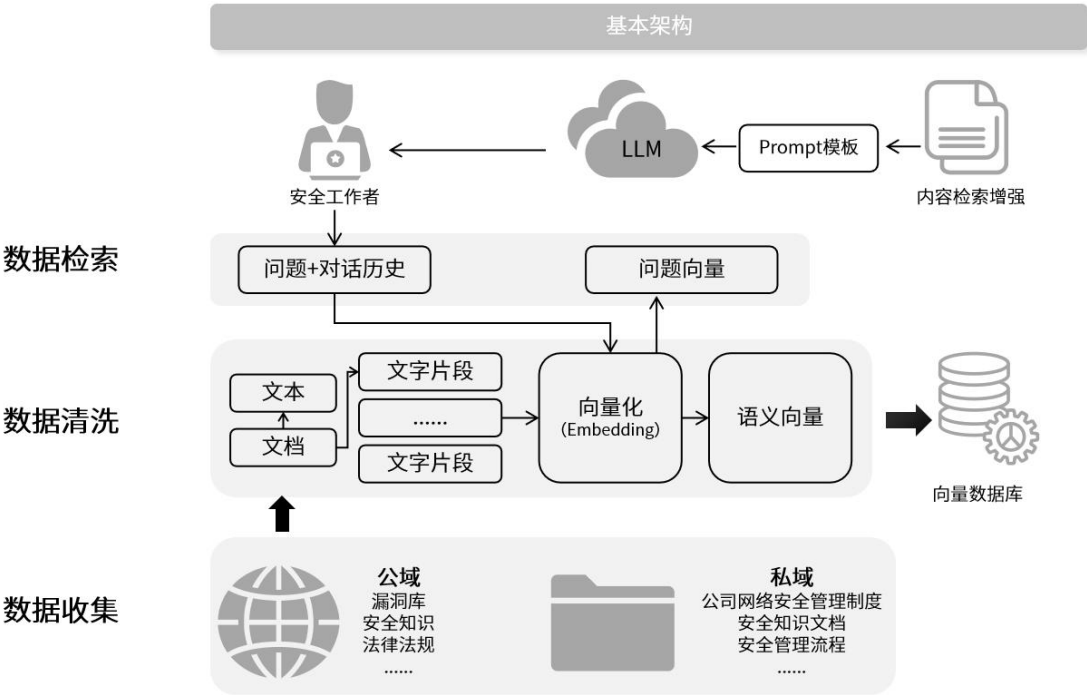 基本架构
LLM
Prompt模板
安全工作者
内容检索增强
数据检索
问题+对话历史
问题向量
数据清洗
文本
文档
文字片段
......
文字片段
向量化
(Embedding)
语义向量
向量数据库
数据收集
公域
漏洞库
安全知识
法律法规
......
私域
公司网络安全管理制度
安全知识文档
安全管理流程
......